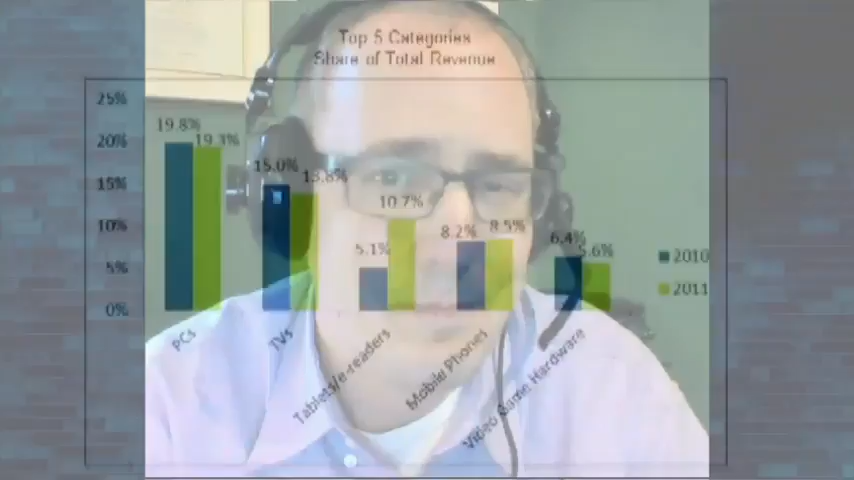 Top 5 Categories
Share of Total Revenue
25%
20%
15%
10%
5%
0%
19.8%
19.3%
15.0%
13.8%
5.1%
10.7%
8.2%
8.5%
6.4%
5.6%
2010
2011
PCs
TVs
Tablets/e-readers
Mobile Phones
Video Game Hardware